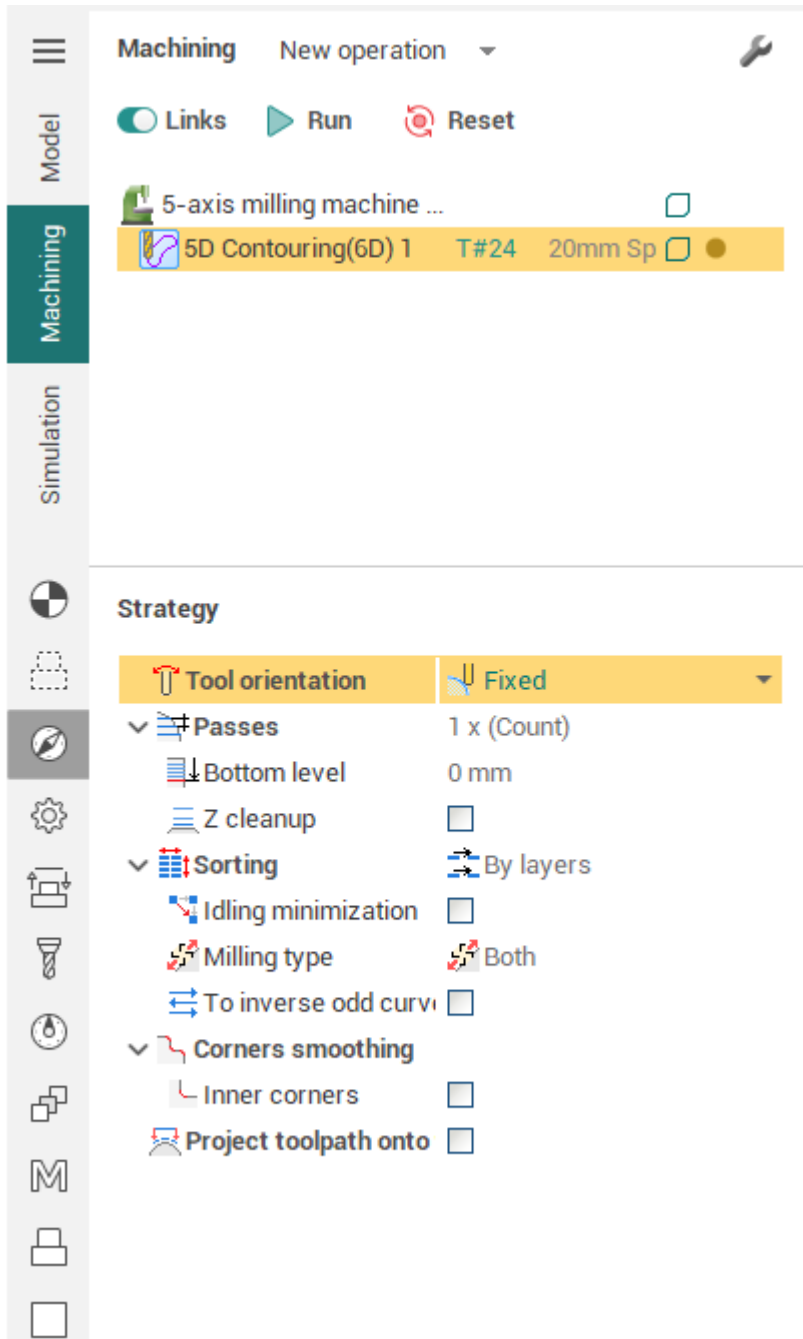 Machining New operation
Links Run Reset
Model
Machining
Simulation
5-axis milling machine ...
5D Contouring(6D) 1 T#24 20mm Sp
Strategy
Tool orientation Fixed
Passes 1 x (Count)
Bottom level 0 mm
Z cleanup
Sorting By layers
Idling minimization
Milling type Both
To inverse odd curv
Corners smoothing
Inner corners
Project toolpath onto
M